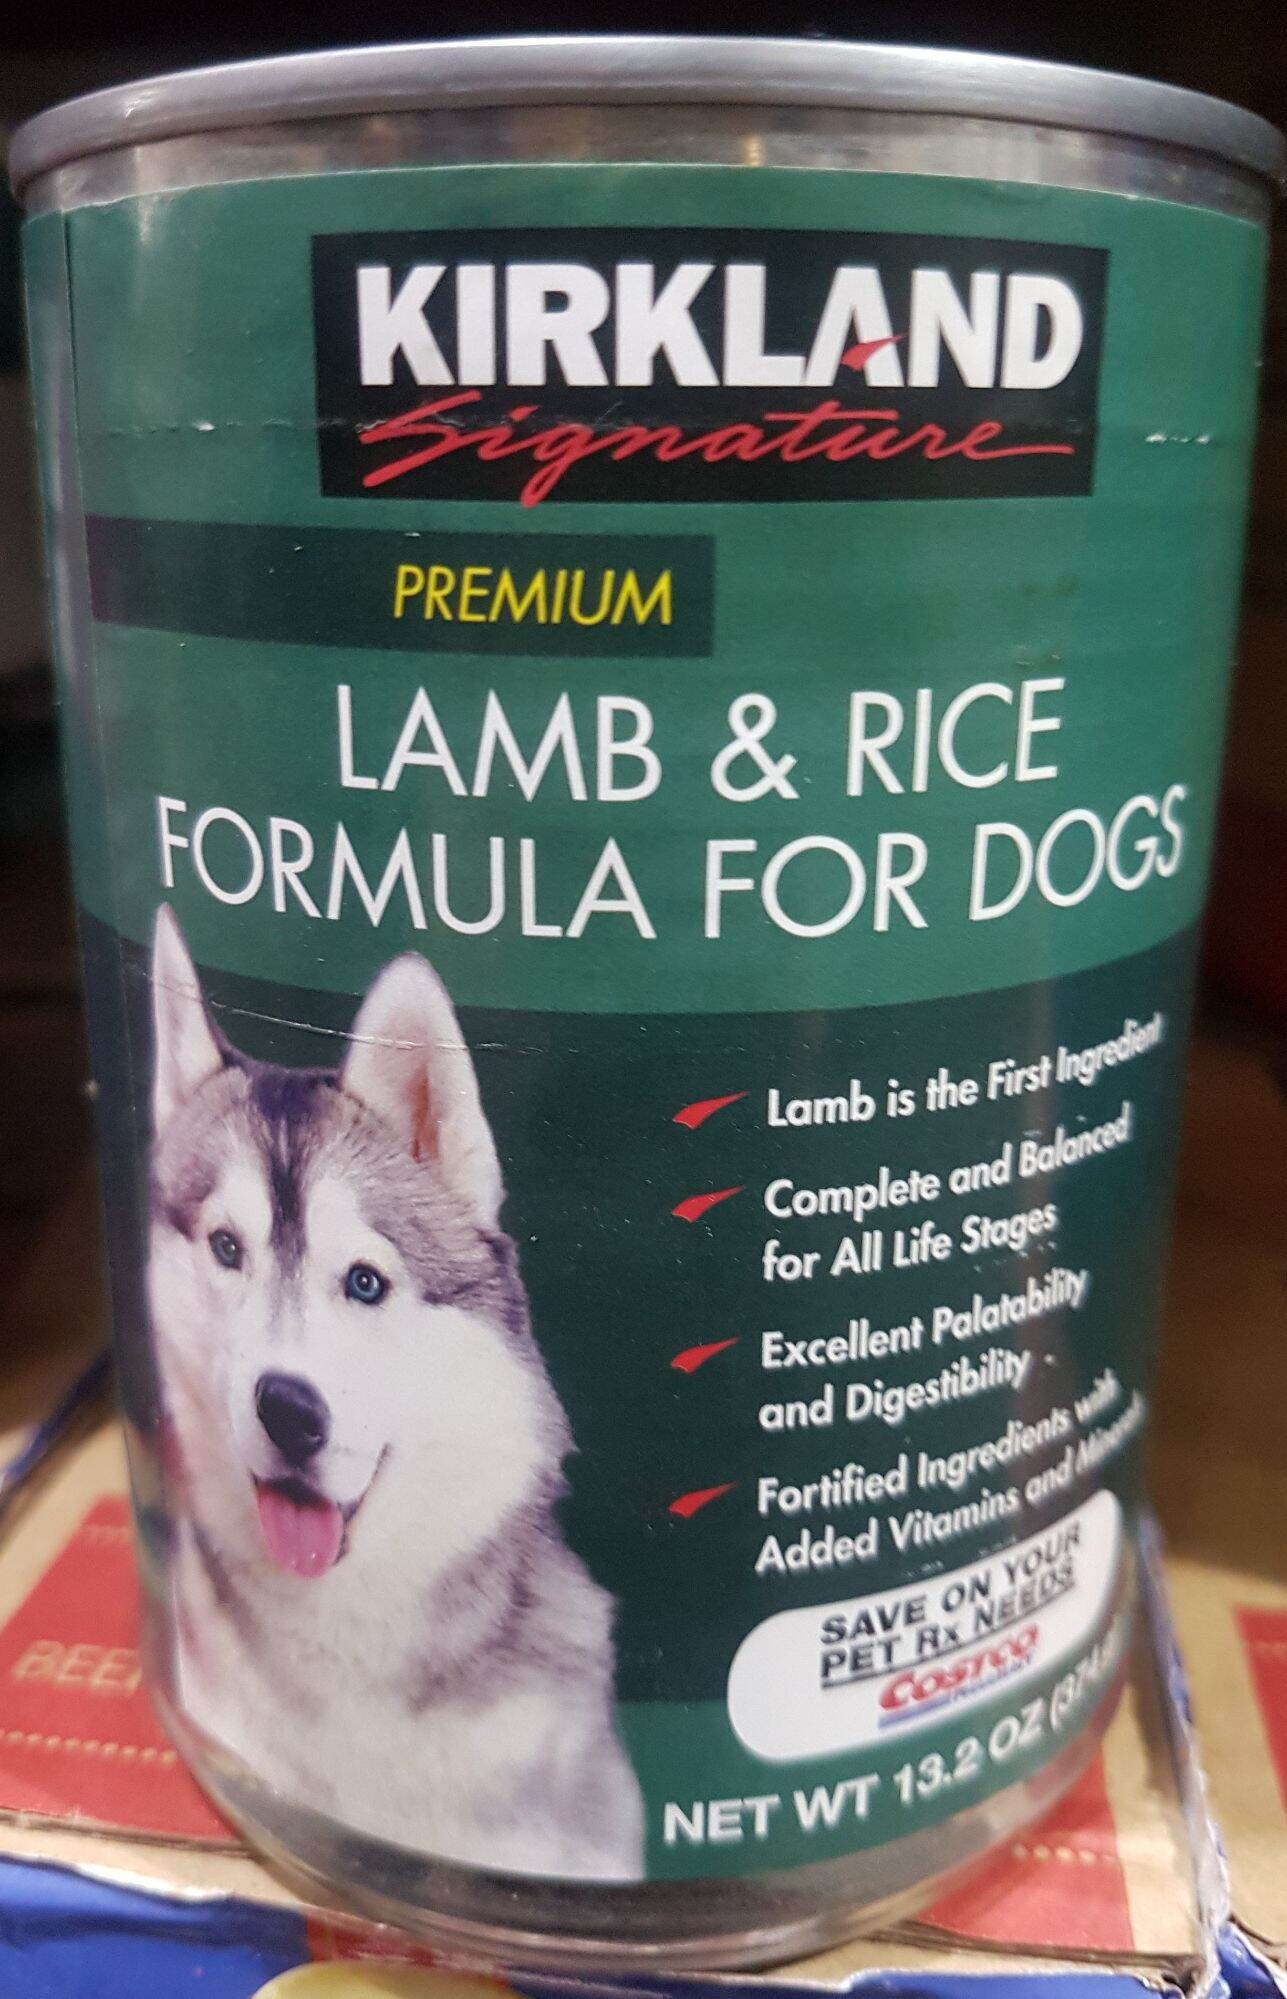 KIRKLAND
Signature
PREMIUM
LAMB & RICE
FORMULA FOR DOGS
Lamb is the First Ingredient
Complete and Balanced
for All Life Stages
Excellent Palatability
and Digestibility
Fortified Ingredients with
Added Vitamins and Minerals
SAVE ON YOUR
PET Rx NEEDS
COSTCO
NET WT 13.2 OZ